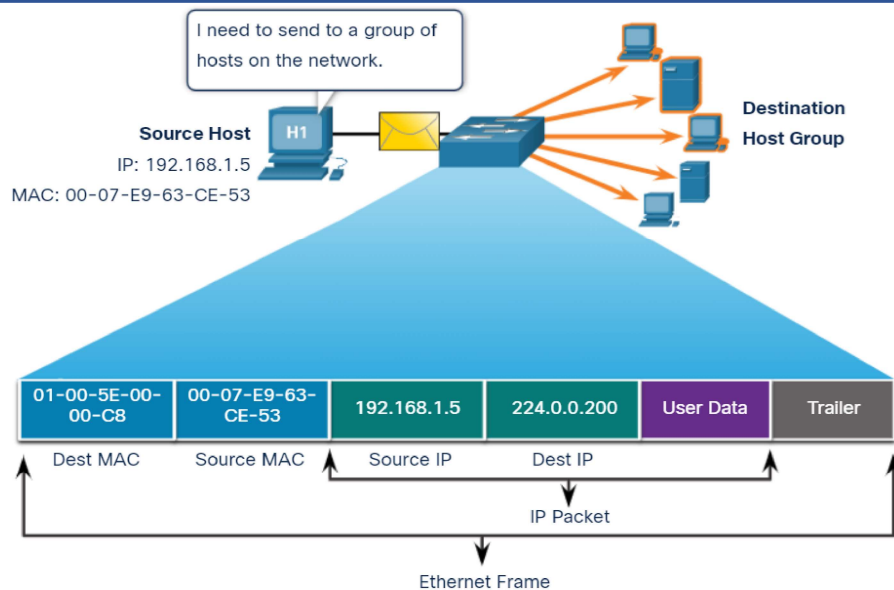 I need to send to a group of
hosts on the network.
H1
Source Host
IP: 192.168.1.5
MAC: 00-07-E9-63-CE-53
Destination
Host Group
01-00-5E-00-
00-C8
00-07-E9-63-
CE-53
192.168.1.5
224.0.0.200
User Data
Trailer
Dest MAC
Source MAC
Source IP
Dest IP
IP Packet
Ethernet Frame